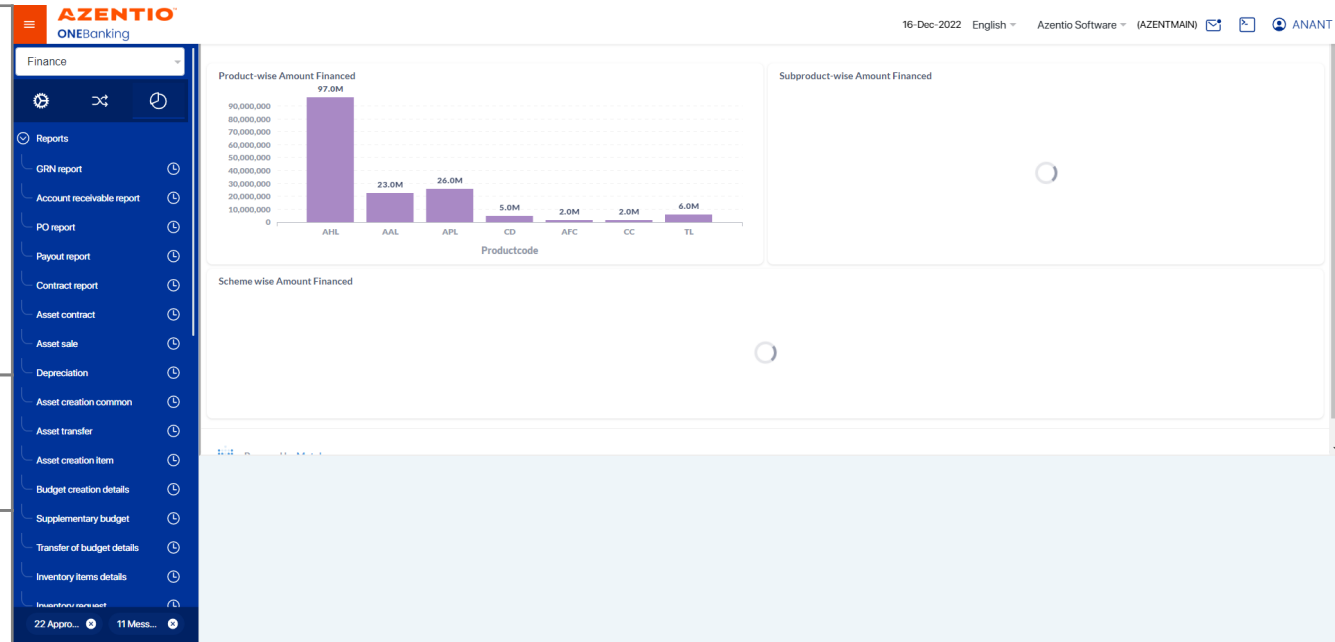 AZENTIO
ONEBanking
16-Dec-2022 English Azentio Software (AZENTMAIN) ANANT
Finance
Reports
GRN report
Account receivable report
PO report
Payout report
Contract report
Asset contract
Asset sale
Depreciation
Asset creation common
Asset transfer
Asset creation item
Budget creation details
Supplementary budget
Transfer of budget details
Inventory items details
Inventory request
22 Appro... 11 Mess...
Product-wise Amount Financed
97.0M
90,000,000
80,000,000
70,000,000
60,000,000
50,000,000
40,000,000
30,000,000
20,000,000
10,000,000
0
23.0M
26.0M
5.0M
2.0M
2.0M
6.0M
AHL AAL APL CD AFC CC TL
Productcode
Subproduct-wise Amount Financed
Scheme wise Amount Financed